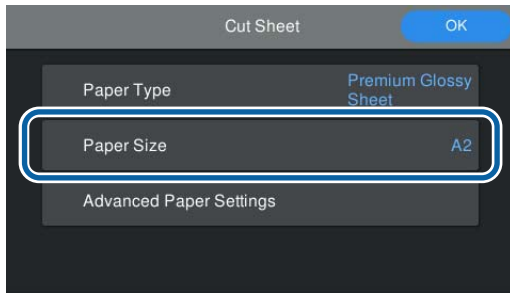 Cut Sheet
OK
Paper Type
Premium Glossy
Sheet
Paper Size
A2
Advanced Paper Settings